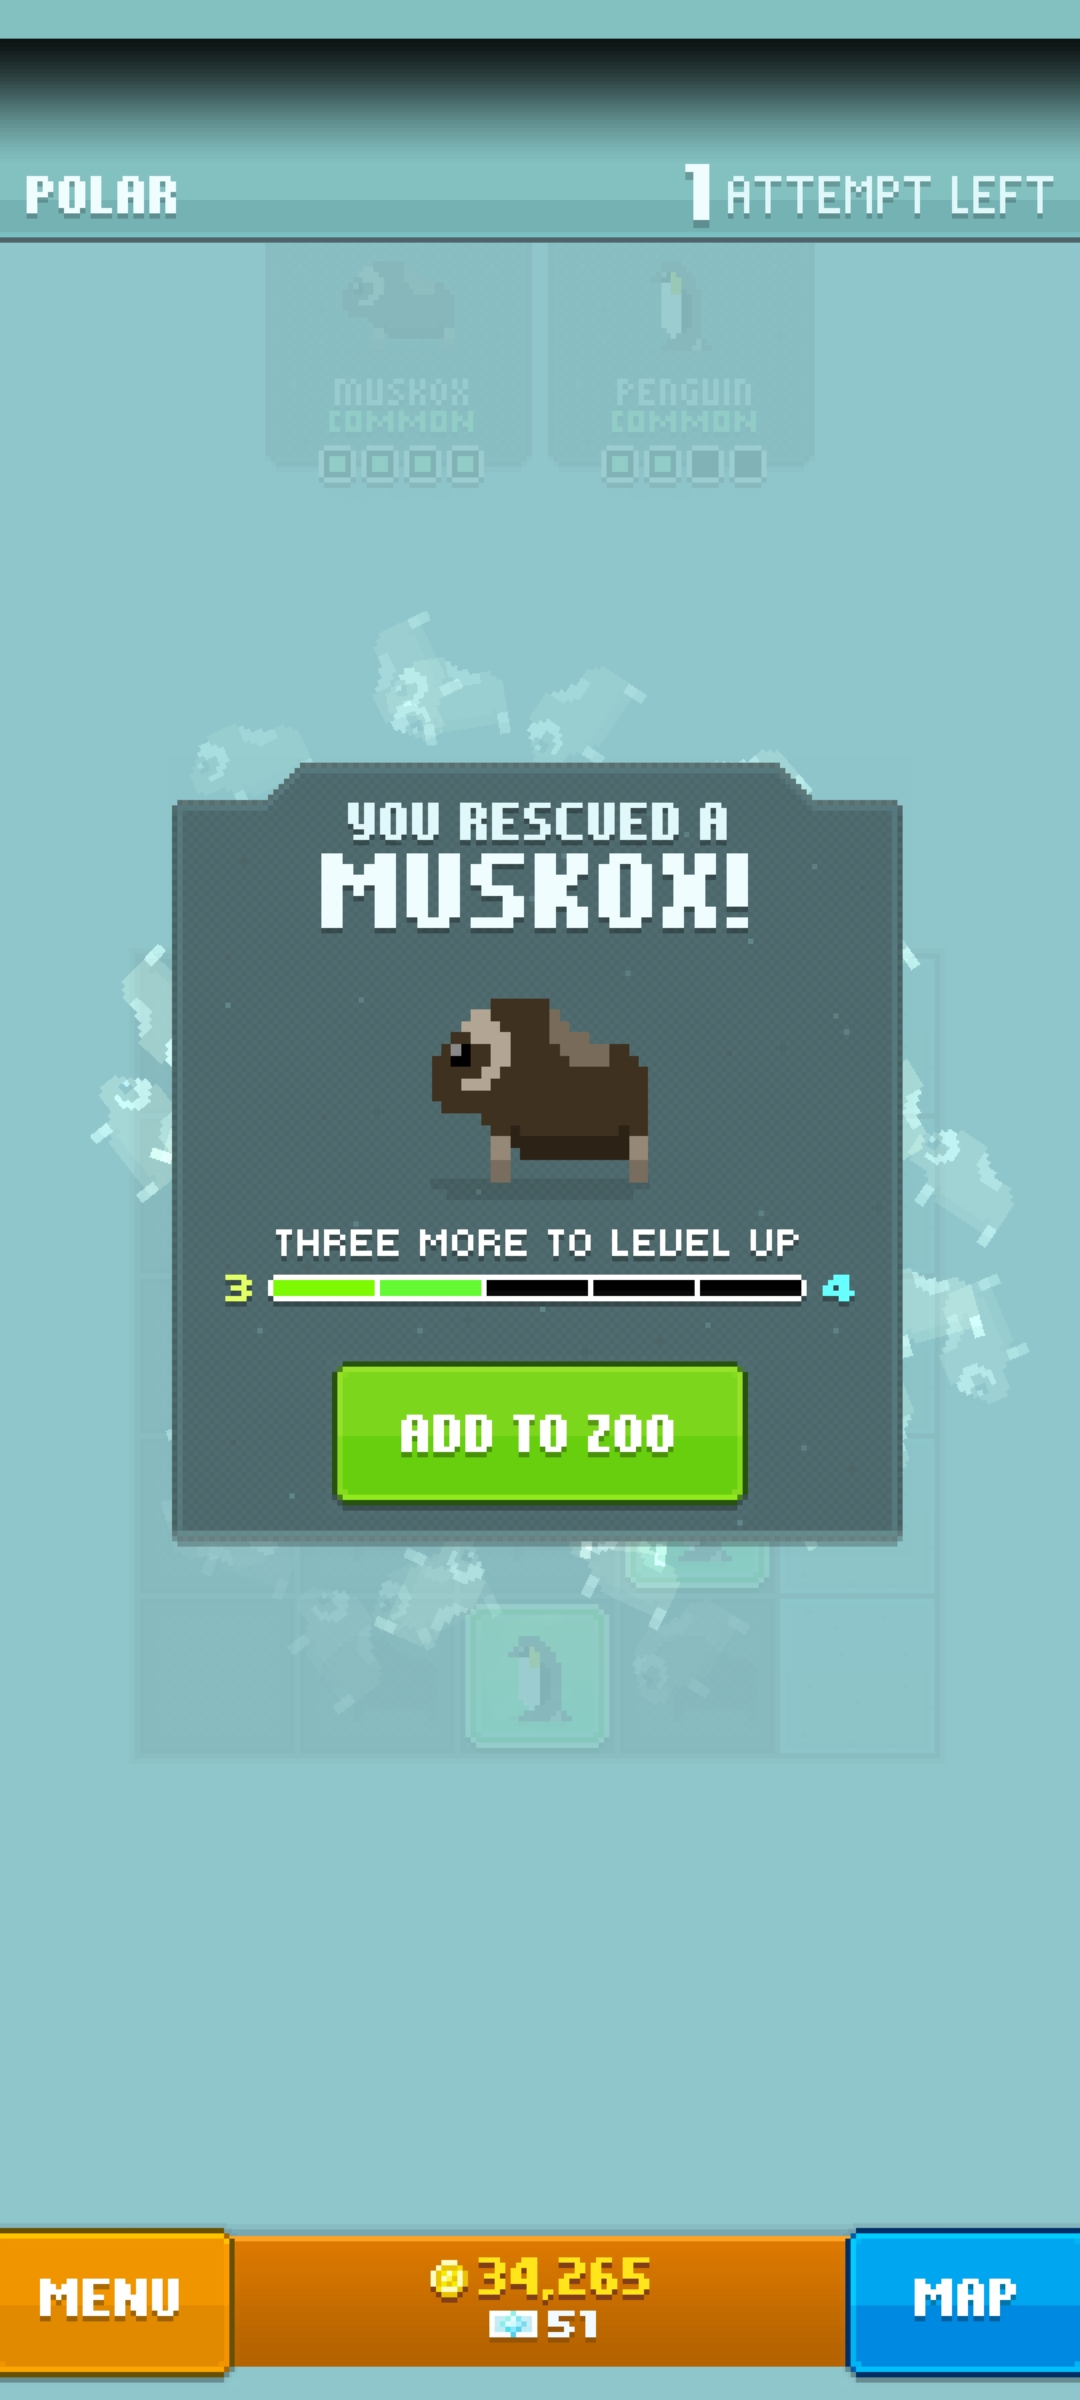 POLAR
1 ATTEMPT LEFT
MUSKOX
COMMON
PENGUIN
COMMON
YOU RESCUED A
MUSKOX!
THREE MORE TO LEVEL UP
3
4
ADD TO ZOO
MENU
34,265
51
MAP